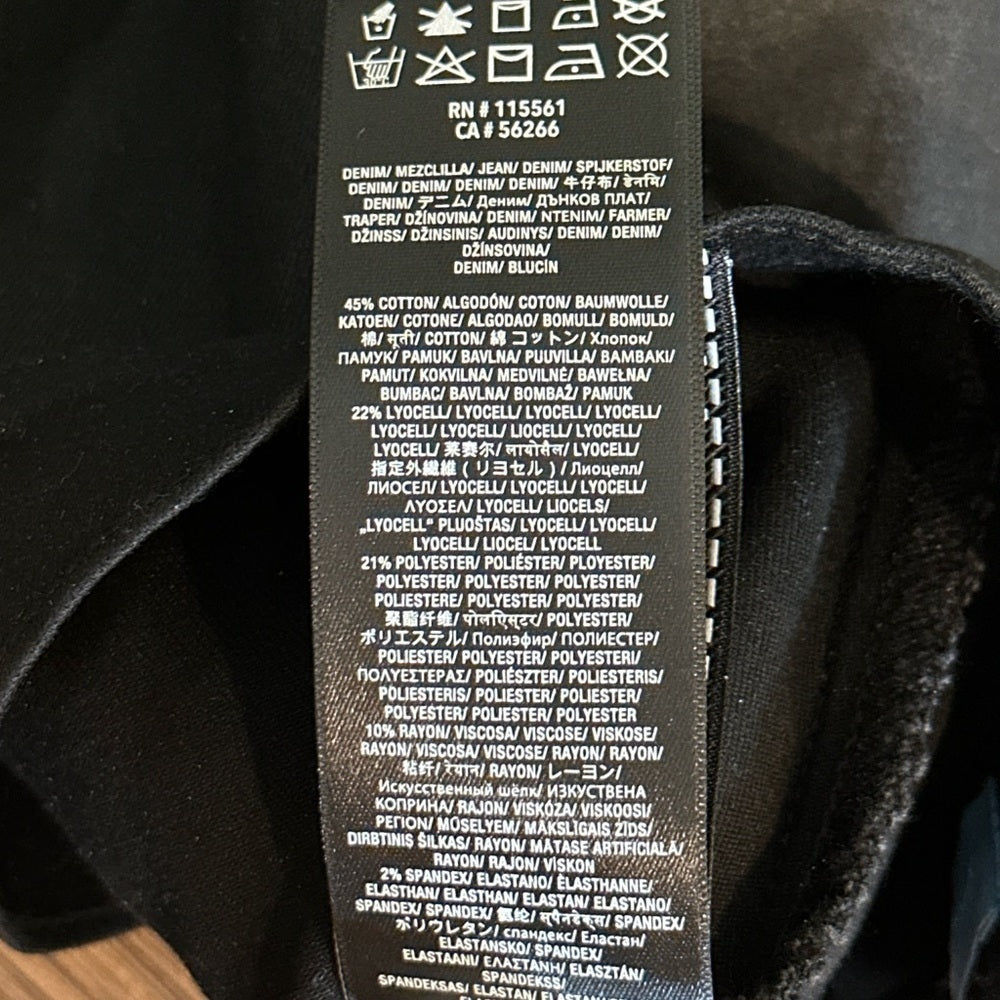 30°C
RN # 115561
CA # 56266
DENIM/ MEZCLILLA/ JEAN/ DENIM/ SPIJKERSTOF/
DENIM/ DENIM/ DENIM/ DENIM/ 牛仔布/ डेनमि/
DENIM/ デニム/ Деним/ ДЪНКОВ ПЛАТ/
TRAPER/ DŽÍNOVINA/ DENIM/ NTENIM/ FARMER/
DŽINSS/ DŽINSINIS/ AUDINYS/ DENIM/ DENIM/
DŽÍNSOVINA/
DENIM/ BLUCİN
45% COTTON/ ALGODÓN/ COTON/ BAUMWOLLE/
KATOEN/ COTONE/ ALGODAO/ BOMULL/ BOMULD/
棉/ सूती/ COTTON/ 綿 コットン/ Хлопок/
ПАМУК/ PAMUK/ BAVLNA/ PUUVILLA/ BAMBAKI/
PAMUT/ KOKVILNA/ MEDVILNĖ/ BAWEŁNA/
BUMBAC/ BAVLNA/ BOMBAŽ/ PAMUK
22% LYOCELL/ LYOCELL/ LYOCELL/ LYOCELL/
LYOCELL/ LYOCELL/ LIOCELL/ LYOCELL/
LYOCELL/ 莱赛尔/ लायोसैल/ LYOCELL/
指定外繊維 ( リヨセル ) / Лиоцелл/
ЛИОСЕЛ/ LYOCELL/ LYOCELL/ LYOCELL/
ΛΥΟΣΕΛ/ LYOCELL/ LIOCELS/
„LYOCELL“ PLUOŠTAS/ LYOCELL/ LYOCELL/
LYOCELL/ LIOCEL/ LYOCELL
21% POLYESTER/ POLIÉSTER/ PLOYESTER/
POLYESTER/ POLYESTER/ POLYESTER/
POLIESTERE/ POLYESTER/ POLYESTER/
聚酯纤维/ पोलएिस्टर/ POLYESTER/
ポリエステル/ Полиэфир/ ПОЛИЕСТЕР/
POLIESTER/ POLYESTER/ POLYESTERI/
ΠΟΛΥΕΣΤΕΡΑΣ/ POLIÉSZTER/ POLIESTERIS/
POLIESTERIS/ POLIESTER/ POLIESTER/
POLYESTER/ POLIESTER/ POLYESTER
10% RAYON/ VISCOSA/ VISCOSE/ VISKOSE/
RAYON/ VISCOSA/ VISCOSE/ RAYON/ RAYON/
粘纤/ रेयान/ RAYON/ レーヨン/
Искусственный шёлк/ ИЗКУСТВЕНА
КОПРИНА/ RAJON/ VISKÓZA/ VISKOOSI/
ΡΕΓΙΟΝ/ MŰSELYEM/ MĀKSLĪGAIS ZĪDS/
DIRBTINIS ŠILKAS/ RAYON/ MĂTASE ARTIFICIALĂ/
RAYON/ RAJON/ VİSKON
2% SPANDEX/ ELASTANO/ ÉLASTHANNE/
ELASTHAN/ ELASTHAN/ ELASTAN/ ELASTANO/
SPANDEX/ SPANDEX/ 氨纶/ स्पैनडेक्स/ SPANDEX/
ポリウレタン/ спандекс/ Еластан/
ELASTANSKO/ SPANDEX/
ELASTAANI/ ΕΛΑΣΤΑΝΗ/ ELASZTÁN/
SPANDEKSS/
SPANDEKSAS/ ELASTAN/ ELASTAN/